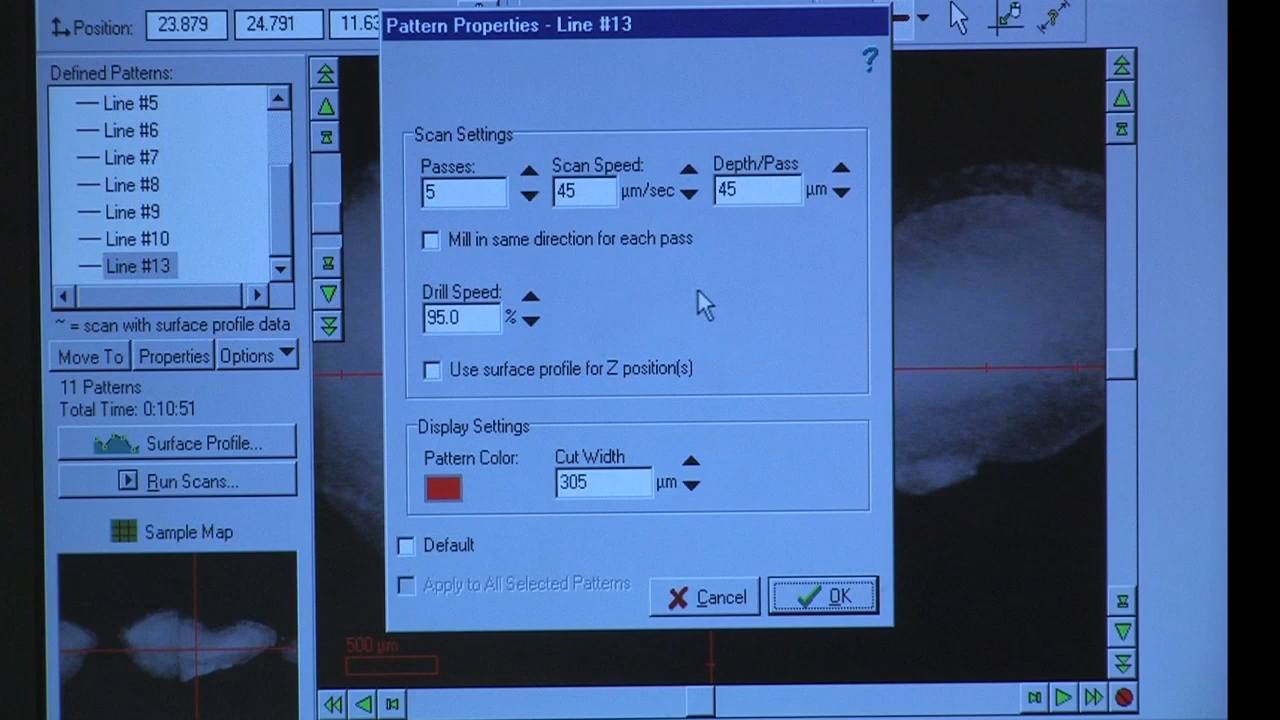 Position: 23.879 24.791 11.63
Pattern Properties - Line #13
?
Defined Patterns:
Line #5
Line #6
Line #7
Line #8
Line #9
Line #10
Line #13
~ = scan with surface profile data
Move To Properties Options
11 Patterns
Total Time: 0:10:51
Surface Profile...
Run Scans...
Sample Map
Scan Settings
Passes: Scan Speed: Depth/Pass
5 45 µm/sec 45 µm
Mill in same direction for each pass
Drill Speed:
95.0 %
Use surface profile for Z position(s)
Display Settings
Pattern Color: Cut Width
305 µm
Default
Apply to All Selected Patterns
Cancel OK
500 µm